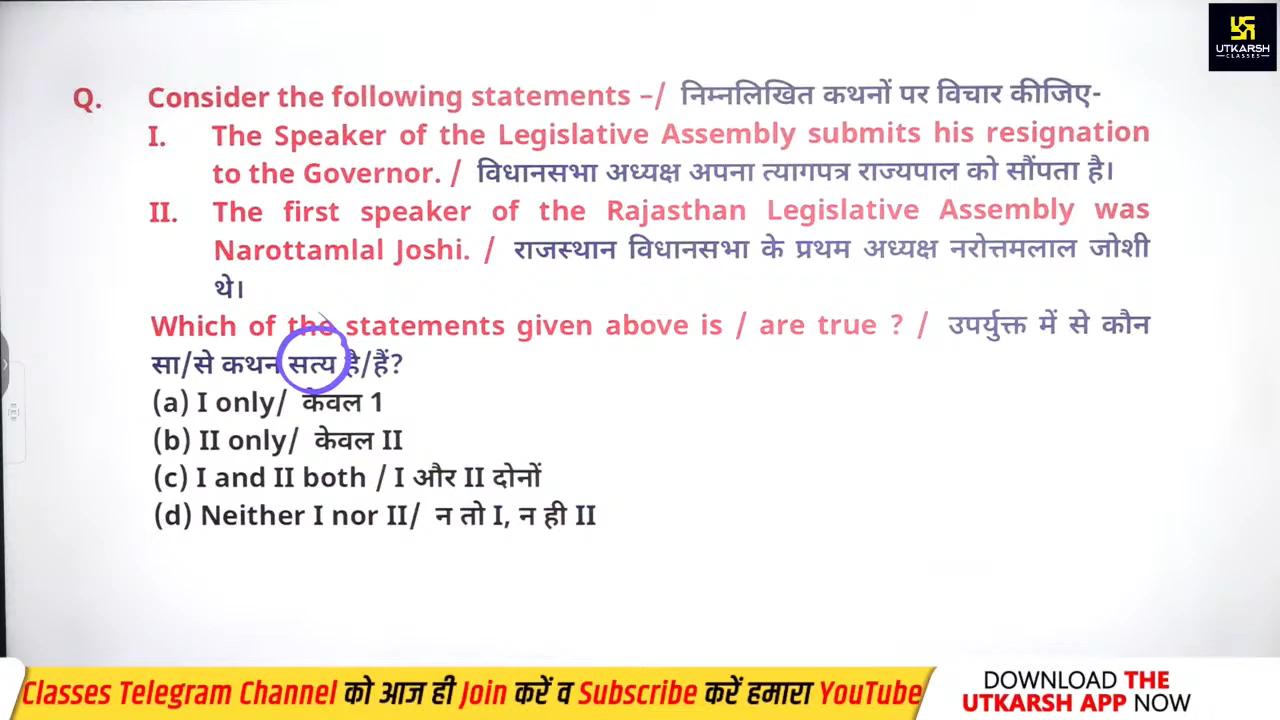 UTKARSH
CLASSES
Q. Consider the following statements –/ निम्नलिखित कथनों पर विचार कीजिए-
I. The Speaker of the Legislative Assembly submits his resignation
to the Governor. / विधानसभा अध्यक्ष अपना त्यागपत्र राज्यपाल को सौंपता है।
II. The first speaker of the Rajasthan Legislative Assembly was
Narottamlal Joshi. / राजस्थान विधानसभा के प्रथम अध्यक्ष नरोत्तमलाल जोशी
थे।
Which of the statements given above is / are true ? / उपर्युक्त में से कौन
सा/से कथन सत्य है/हैं?
(a) I only/ केवल 1
(b) II only/ केवल II
(c) I and II both / I और II दोनों
(d) Neither I nor II/ न तो I, न ही II
Classes Telegram Channel को आज ही Join करें व Subscribe करें हमारा YouTube
DOWNLOAD THE
UTKARSH APP NOW